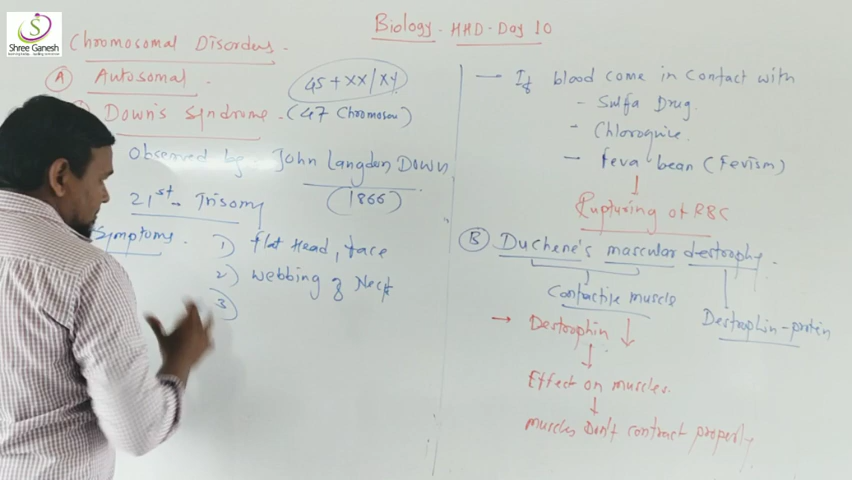 Shree Ganesh
Biology. HHD. Day 10
Chromosomal Disorders.
(A) Autosomal.
45 + XX/XY
Down's Syndrome. (47 Chromosou)
Observed by. John Langdon Down
(1866)
21st- Trisomy
Symptoms.
1) flat Head, face
2) Webbing of Neck
3)
→ If blood come in contact with
- Sulfa Drug.
- Chloroquine.
- Feva bean (Fevism)
↓
Rupturing of RBC
(B) Duchene's mascular destrophy.
Contractile muscle
Destrophin-protein
→ Destrophin ↓
↓
Effect on muscles.
↓
muscles Don't contract properly